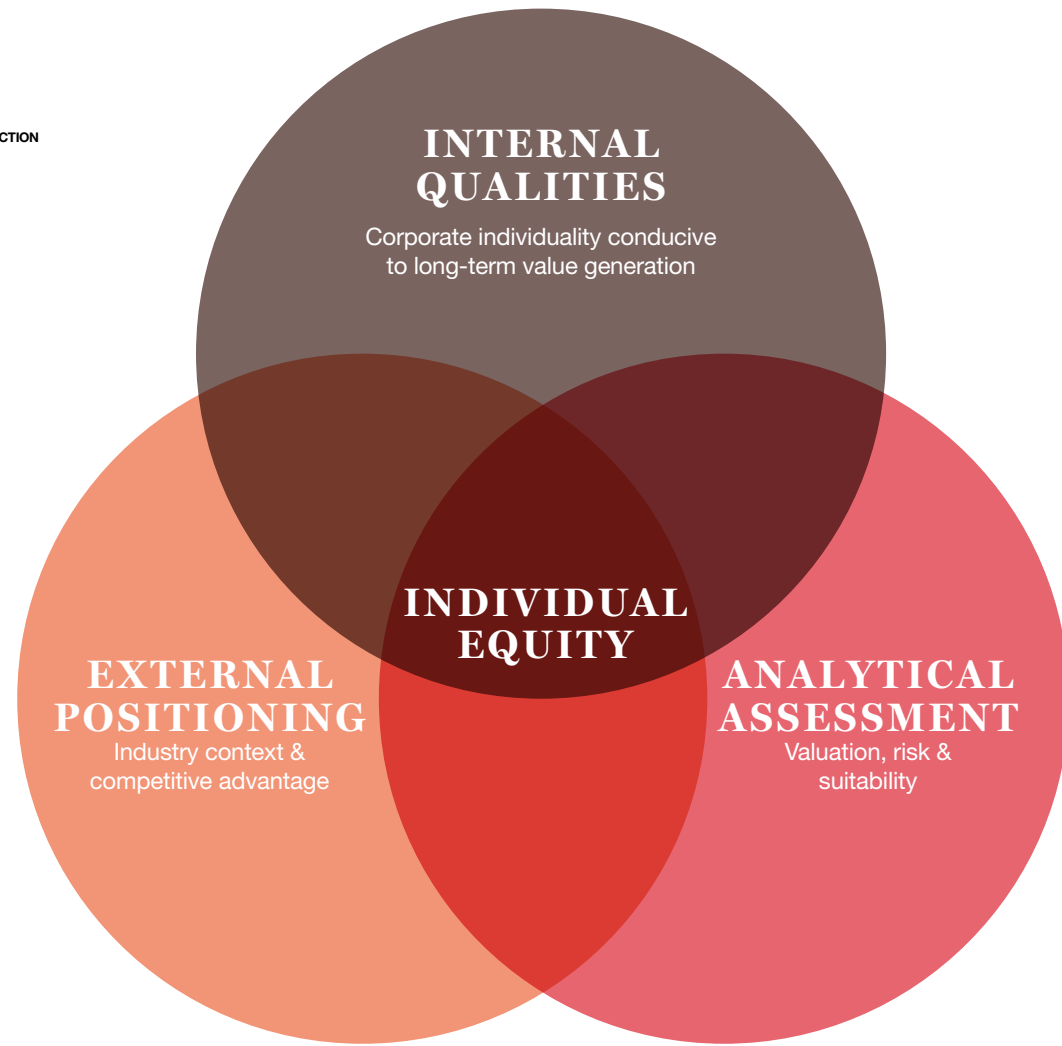 CTION
INTERNAL
QUALITIES
Corporate individuality conducive
to long-term value generation
INDIVIDUAL
EQUITY
EXTERNAL
POSITIONING
Industry context &
competitive advantage
ANALYTICAL
ASSESSMENT
Valuation, risk &
suitability